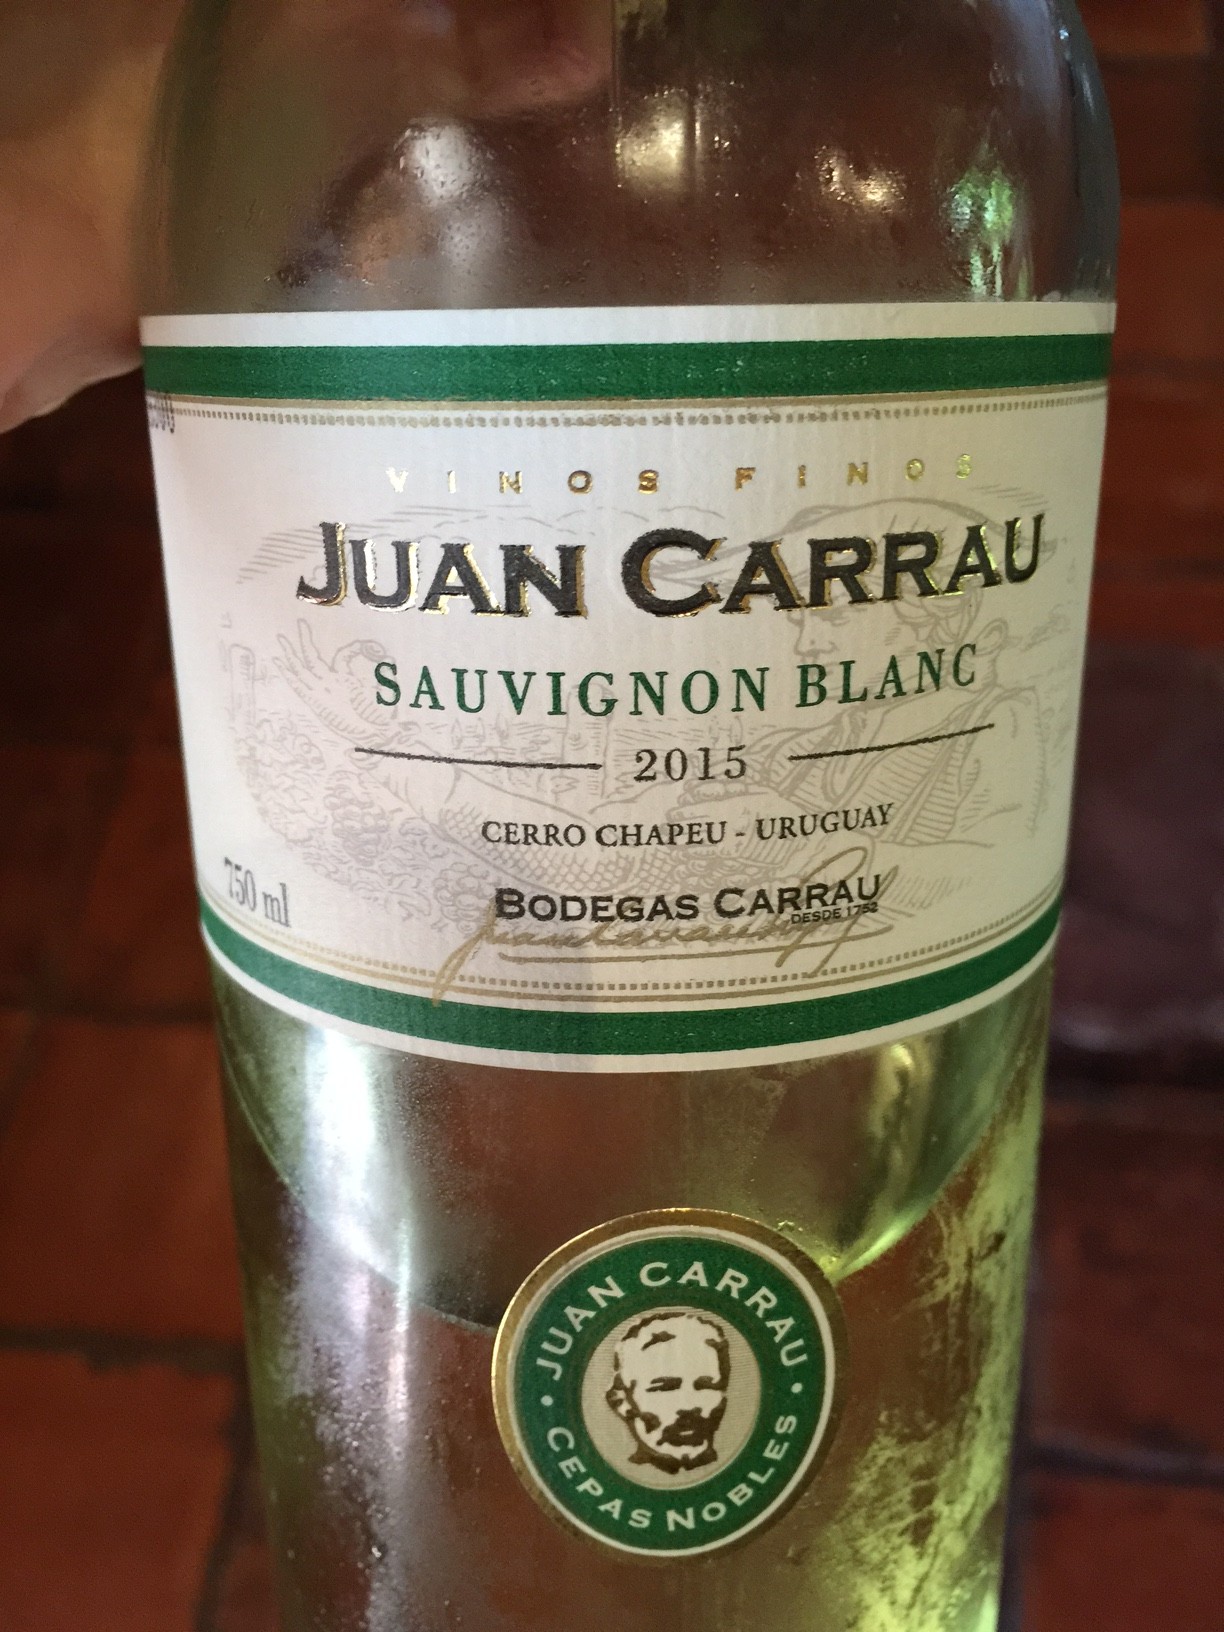 VINOS FINOS
JUAN CARRAU
SAUVIGNON BLANC
2015
CERRO CHAPEU - URUGUAY
750 ml
BODEGAS CARRAU
DESDE 1752
JUAN CARRAU
CEPAS NOBLES